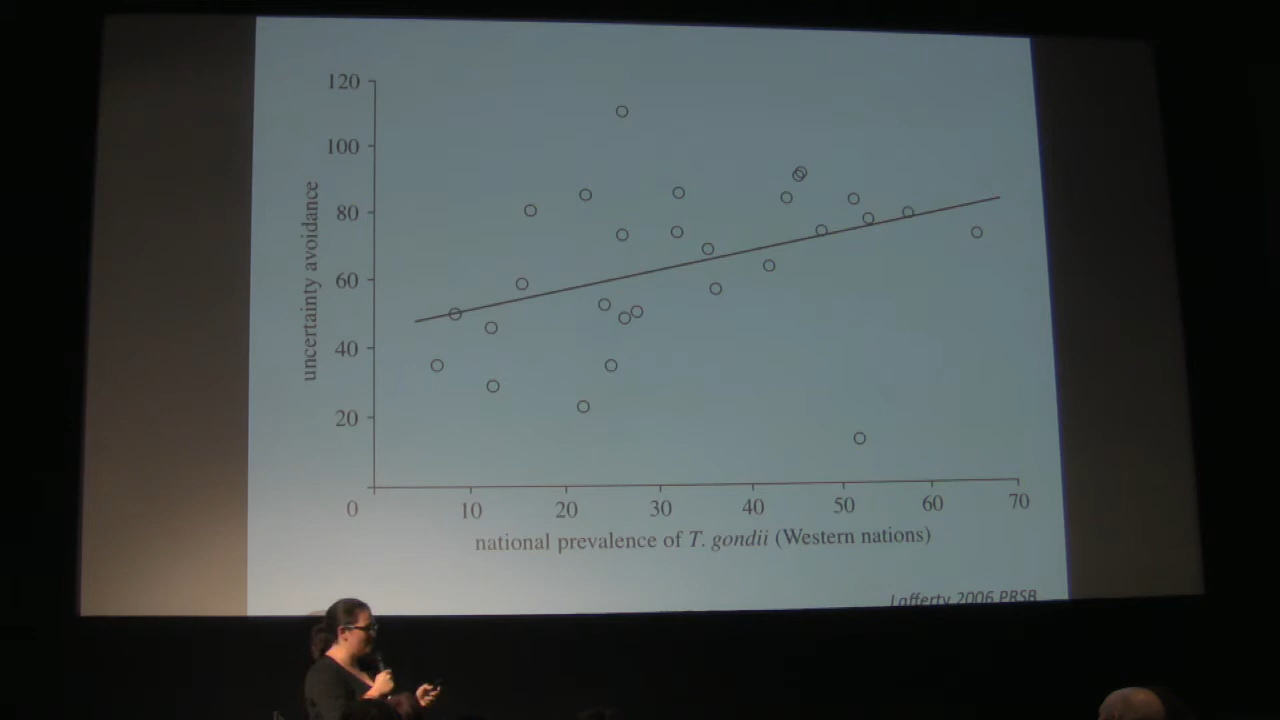 120
100
80
60
40
20
0
10 20 30 40 50 60 70
uncertainty avoidance
national prevalence of T. gondii (Western nations)
Lafferty 2006 PRSB